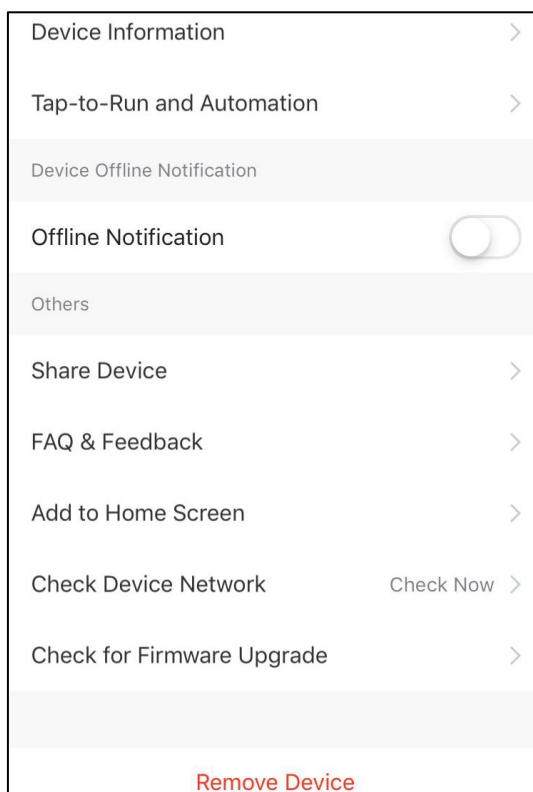 Device Information
Tap-to-Run and Automation
Device Offline Notification
Offline Notification
Others
Share Device
FAQ & Feedback
Add to Home Screen
Check Device Network Check Now
Check for Firmware Upgrade
Remove Device